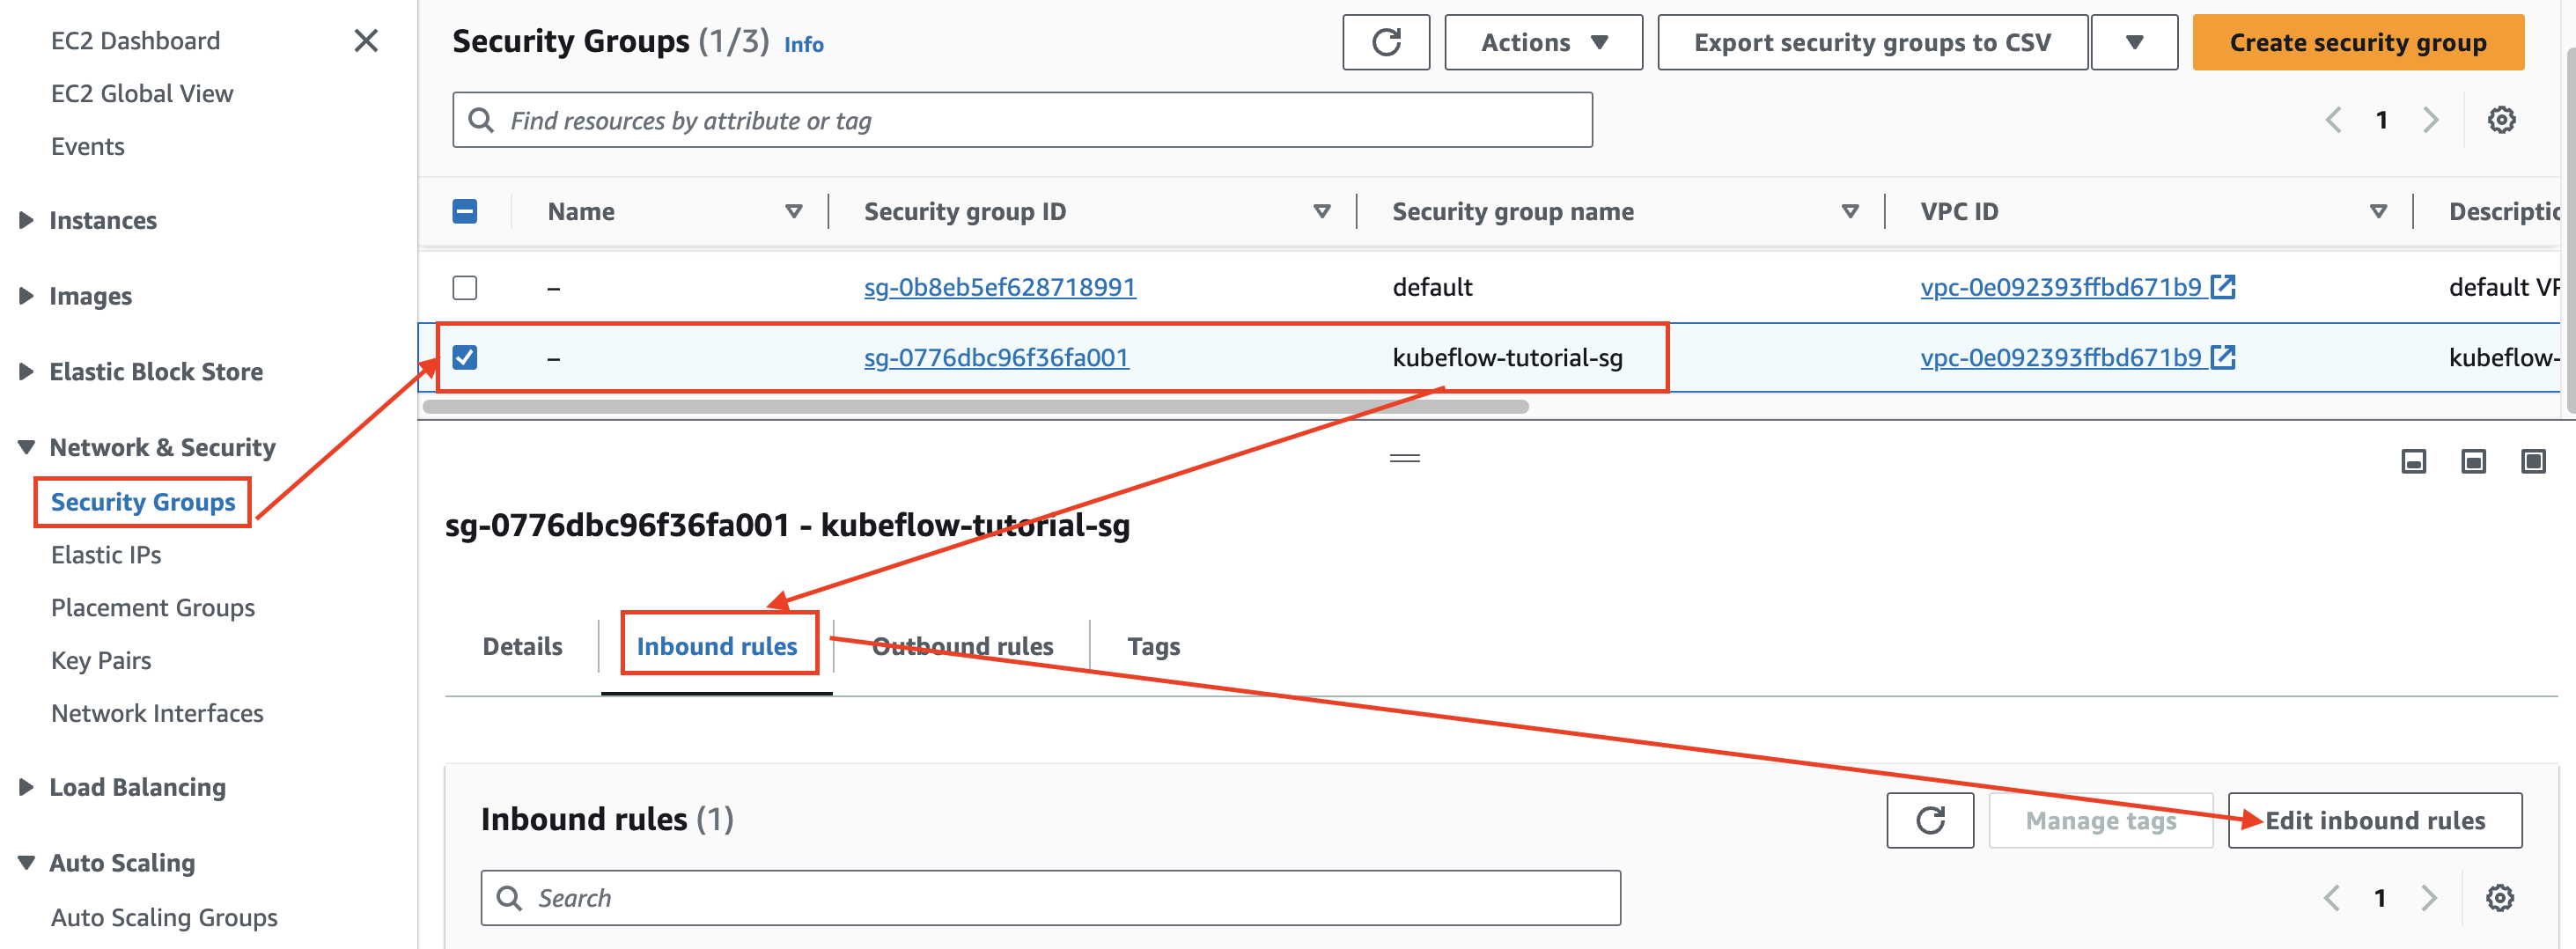 EC2 Dashboard
EC2 Global View
Events
Instances
Images
Elastic Block Store
Network & Security
Security Groups
Elastic IPs
Placement Groups
Key Pairs
Network Interfaces
Load Balancing
Auto Scaling
Auto Scaling Groups
Security Groups (1/3) Info
Actions
Export security groups to CSV
Create security group
Find resources by attribute or tag
1
Name Security group ID Security group name VPC ID Descriptio
– sg-0b8eb5ef628718991 default vpc-0e092393ffbd671b9 default VP
– sg-0776dbc96f36fa001 kubeflow-tutorial-sg vpc-0e092393ffbd671b9 kubeflow-
sg-0776dbc96f36fa001 - kubeflow-tutorial-sg
Details Inbound rules Outbound rules Tags
Inbound rules (1)
Manage tags
Edit inbound rules
Search
1